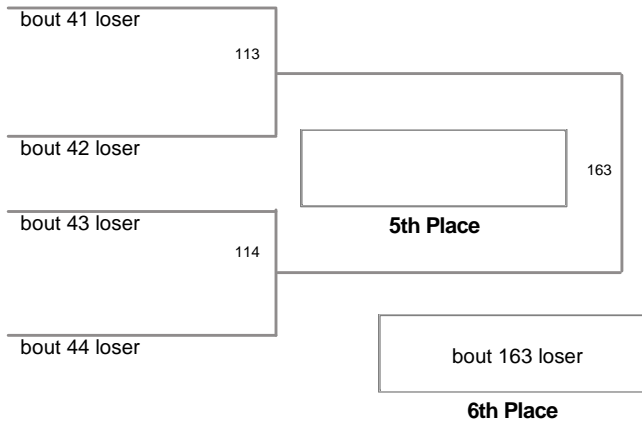 bout 41 loser
113
bout 42 loser
163
bout 43 loser
5th Place
114
bout 44 loser
bout 163 loser
6th Place